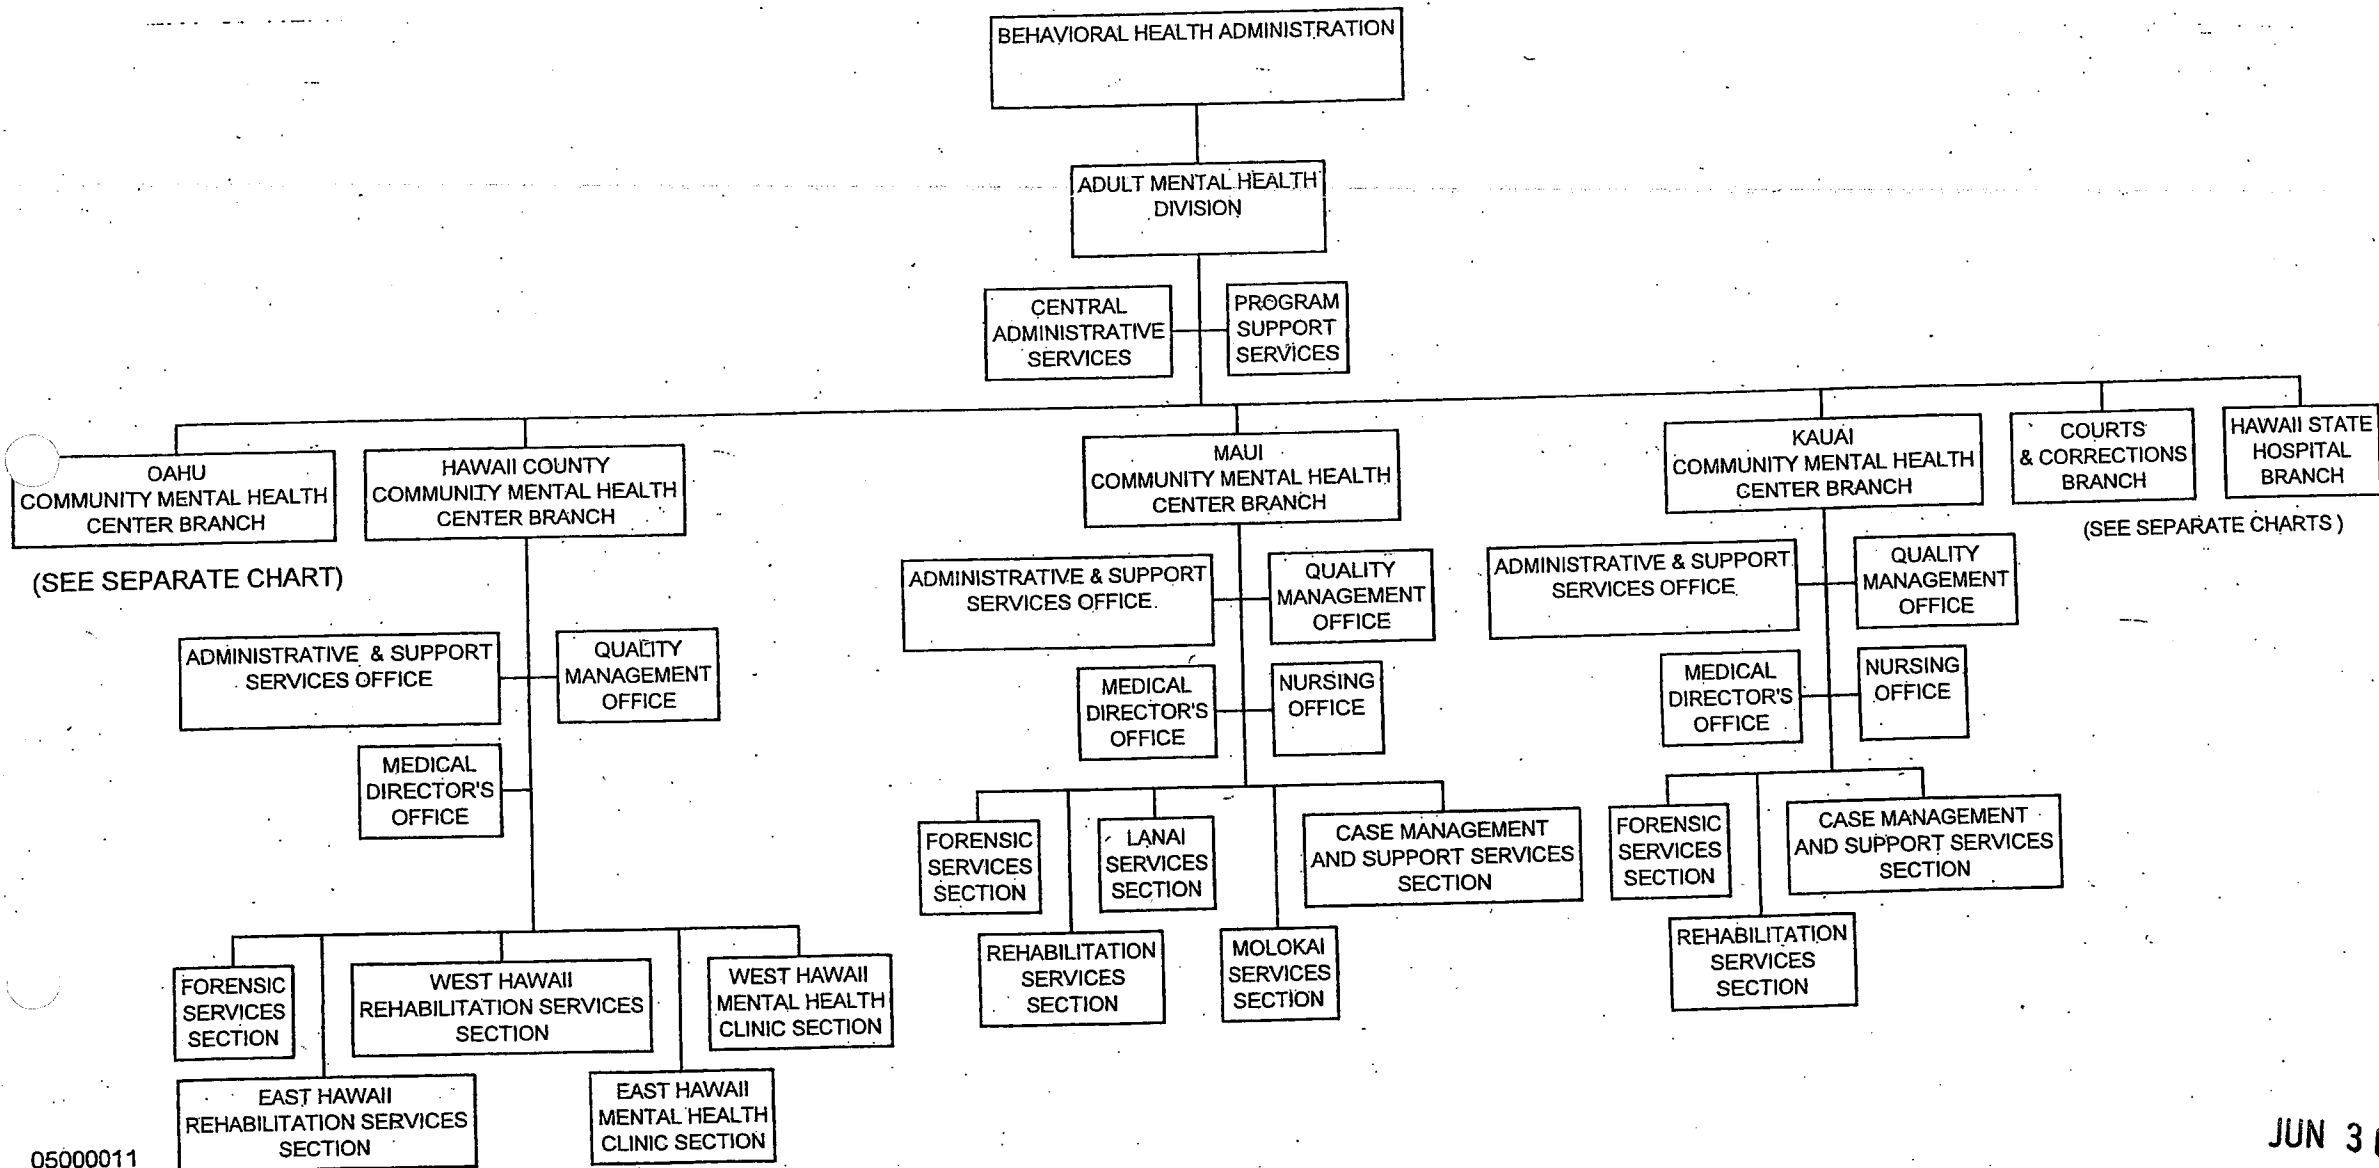 BEHAVIORAL HEALTH ADMINISTRATION
ADULT MENTAL HEALTH
DIVISION
CENTRAL
ADMINISTRATIVE
SERVICES
PROGRAM
SUPPORT
SERVICES
OAHU
COMMUNITY MENTAL HEALTH
CENTER BRANCH
(SEE SEPARATE CHART)
HAWAII COUNTY
COMMUNITY MENTAL HEALTH
CENTER BRANCH
MAUI
COMMUNITY MENTAL HEALTH
CENTER BRANCH
KAUAI
COMMUNITY MENTAL HEALTH
CENTER BRANCH
COURTS
& CORRECTIONS
BRANCH
HAWAII STATE
HOSPITAL
BRANCH
(SEE SEPARATE CHARTS )
ADMINISTRATIVE & SUPPORT
SERVICES OFFICE
QUALITY
MANAGEMENT
OFFICE
MEDICAL
DIRECTOR'S
OFFICE
ADMINISTRATIVE & SUPPORT
SERVICES OFFICE
QUALITY
MANAGEMENT
OFFICE
MEDICAL
DIRECTOR'S
OFFICE
NURSING
OFFICE
ADMINISTRATIVE & SUPPORT
SERVICES OFFICE
QUALITY
MANAGEMENT
OFFICE
MEDICAL
DIRECTOR'S
OFFICE
NURSING
OFFICE
FORENSIC
SERVICES
SECTION
EAST HAWAII
REHABILITATION SERVICES
SECTION
WEST HAWAII
REHABILITATION SERVICES
SECTION
EAST HAWAII
MENTAL HEALTH
CLINIC SECTION
WEST HAWAII
MENTAL HEALTH
CLINIC SECTION
FORENSIC
SERVICES
SECTION
REHABILITATION
SERVICES
SECTION
LANAI
SERVICES
SECTION
MOLOKAI
SERVICES
SECTION
CASE MANAGEMENT
AND SUPPORT SERVICES
SECTION
FORENSIC
SERVICES
SECTION
REHABILITATION
SERVICES
SECTION
CASE MANAGEMENT
AND SUPPORT SERVICES
SECTION
05000011
JUN 3